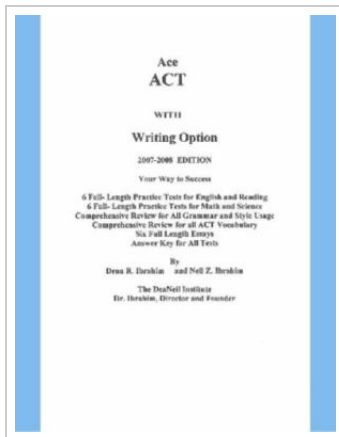 Ace
ACT
WITH
Writing Option
2007-2008 EDITION
Your Way to Success
6 Full- Length Practice Tests for English and Reading
6 Full- Length Practice Tests for Math and Science
Comprehensive Review for All Grammar and Style Usage
Comprehensive Review for all ACT Vocabulary
Six Full Length Essays
Answer Key for All Tests
By
Dena R. Ibrahim and Neil Z. Ibrahim
The DeaNeil Institute
Dr. Ibrahim, Director and Founder